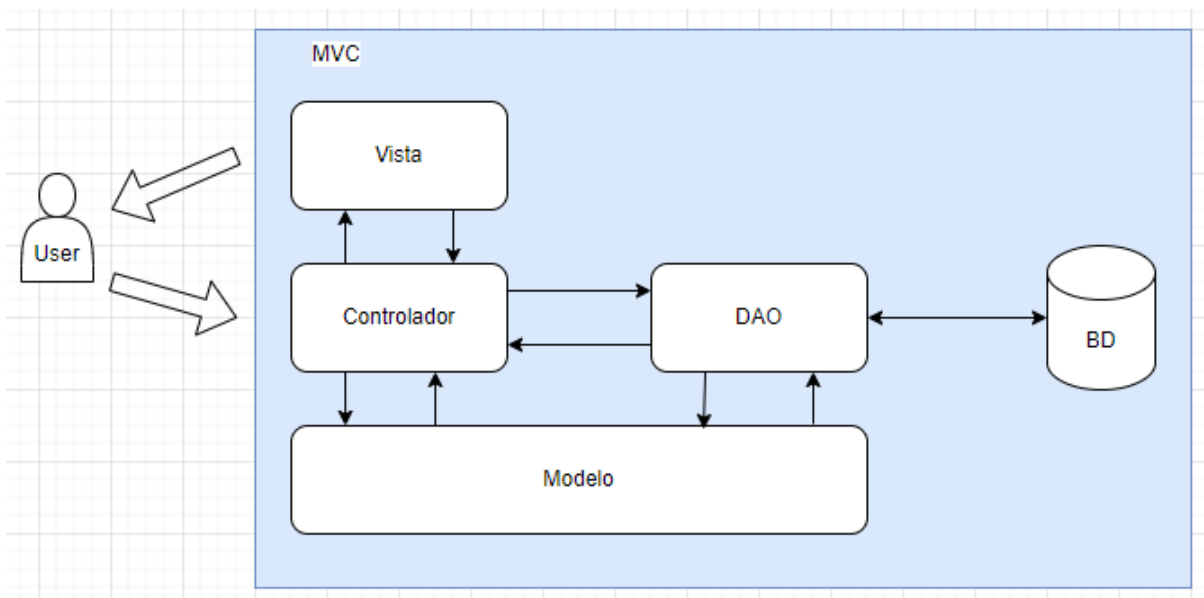 MVC
Vista
User
Controlador
DAO
BD
Modelo